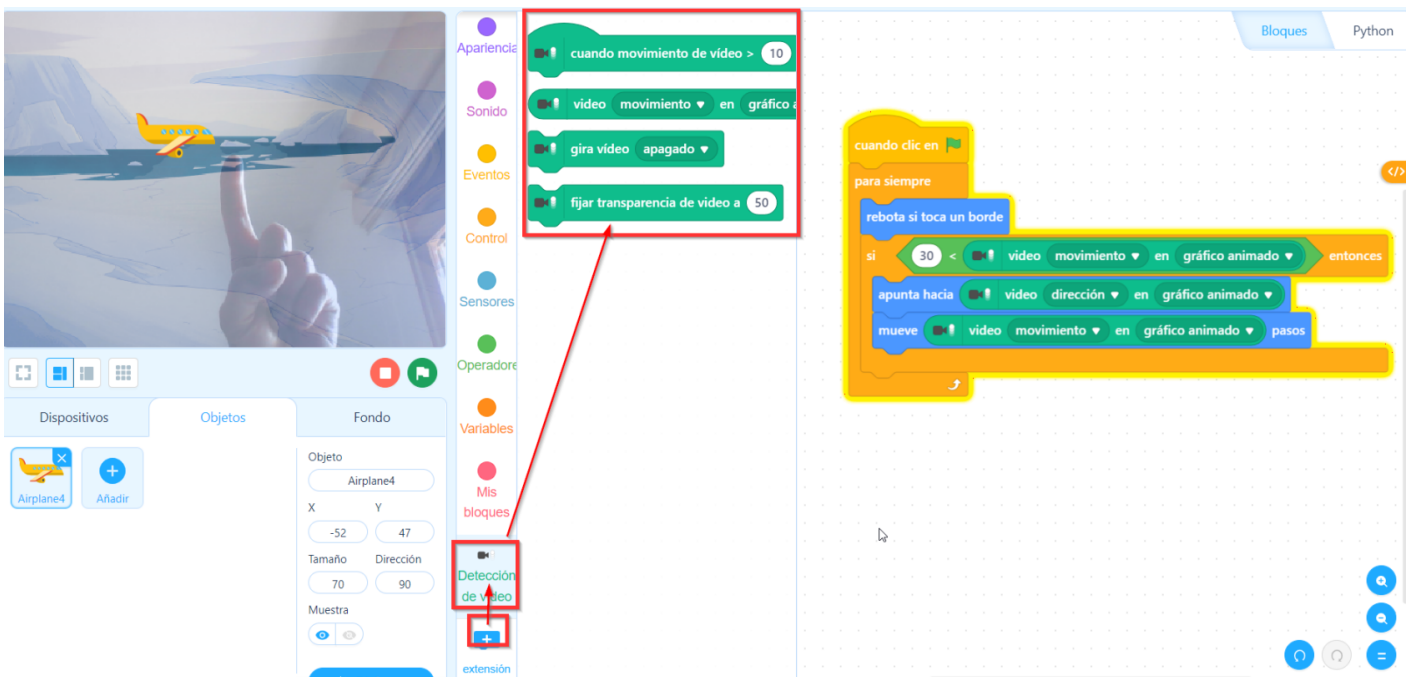 Bloques
Python
Apariencia
Sonido
Eventos
Control
Sensores
Operadore
Variables
Mis
bloques
Detección
de video
extensión
cuando movimiento de vídeo > 10
video movimiento ▼ en gráfico a
gira vídeo apagado ▼
fijar transparencia de video a 50
cuando clic en
para siempre
rebota si toca un borde
si 30 < video movimiento ▼ en gráfico animado ▼ entonces
apunta hacia video dirección ▼ en gráfico animado ▼
mueve video movimiento ▼ en gráfico animado ▼ pasos
Dispositivos
Objetos
Fondo
Airplane4
Añadir
Objeto
Airplane4
X Y
-52 47
Tamaño Dirección
70 90
Muestra